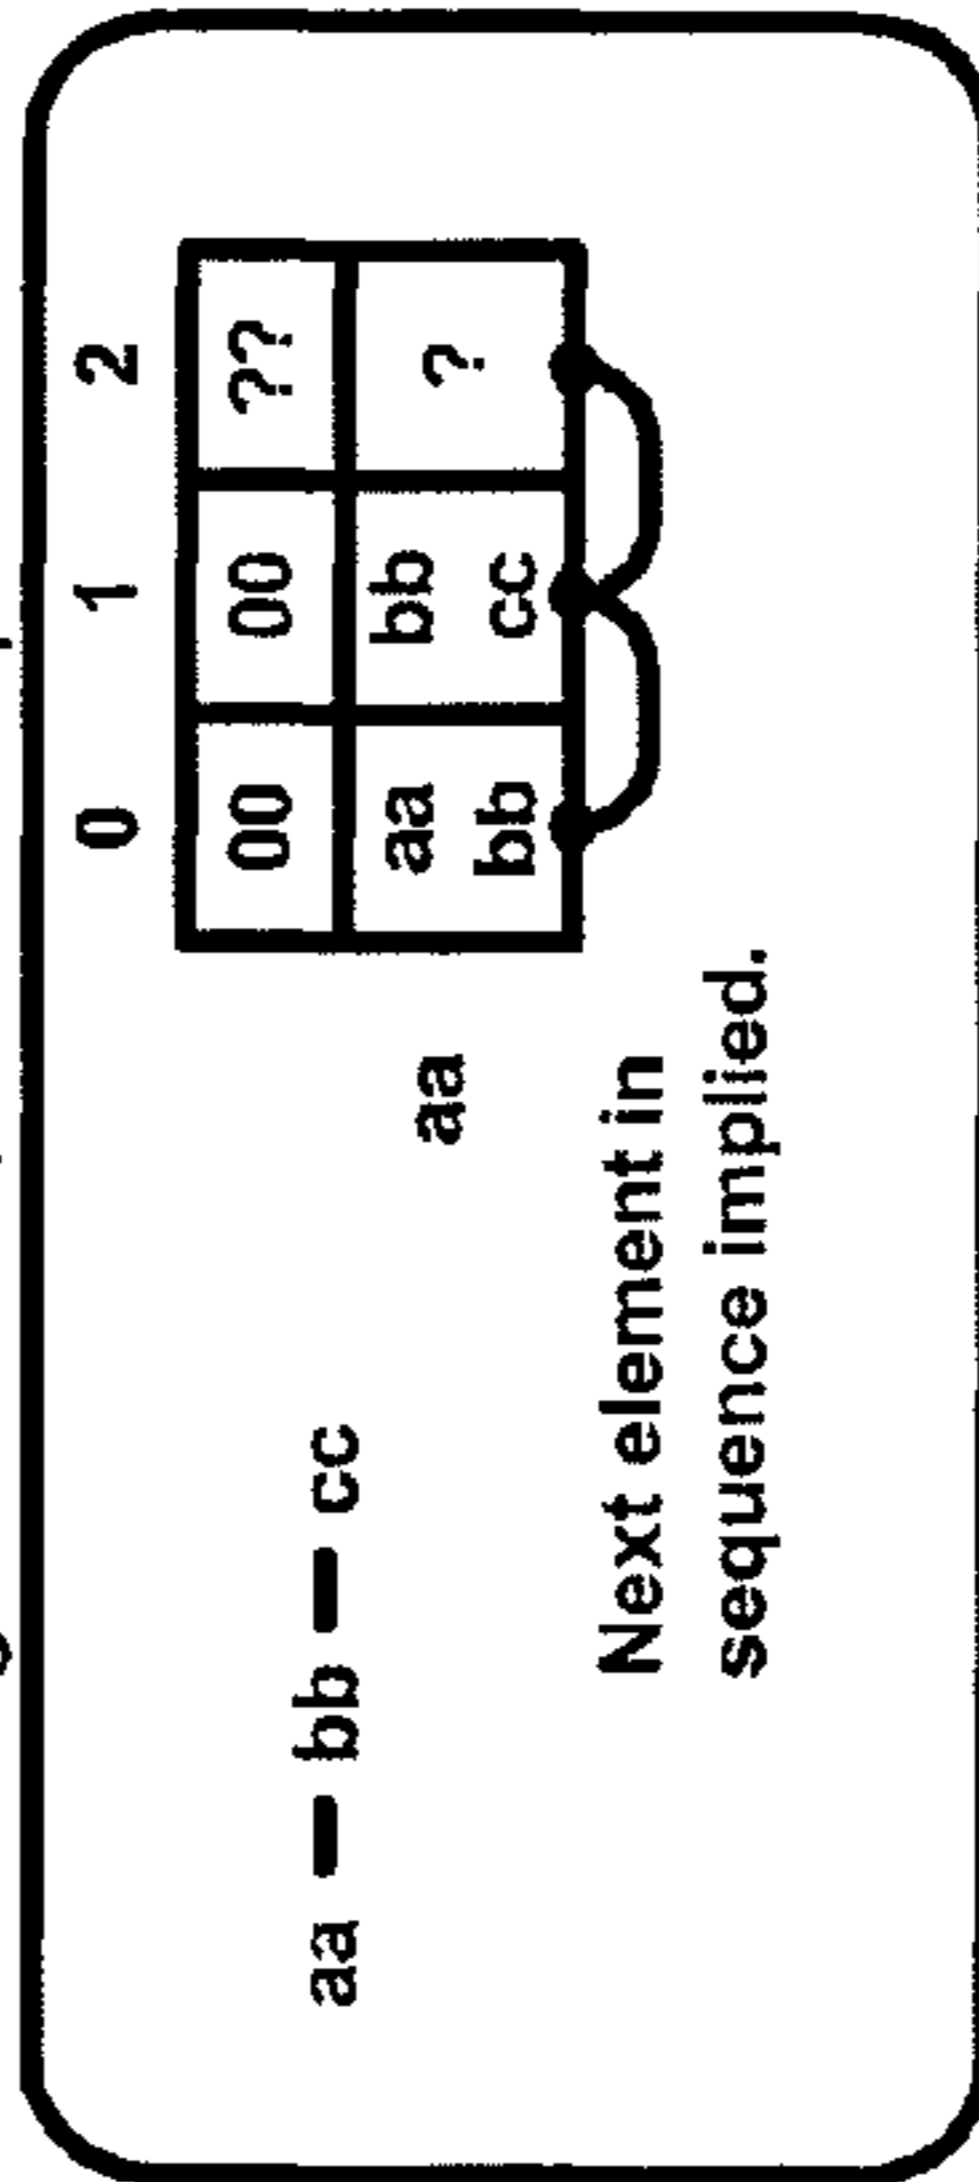 0 1 2
00 00 ??
aa – bb – cc
aa bb ?
aa
bb cc
Next element in
sequence implied.